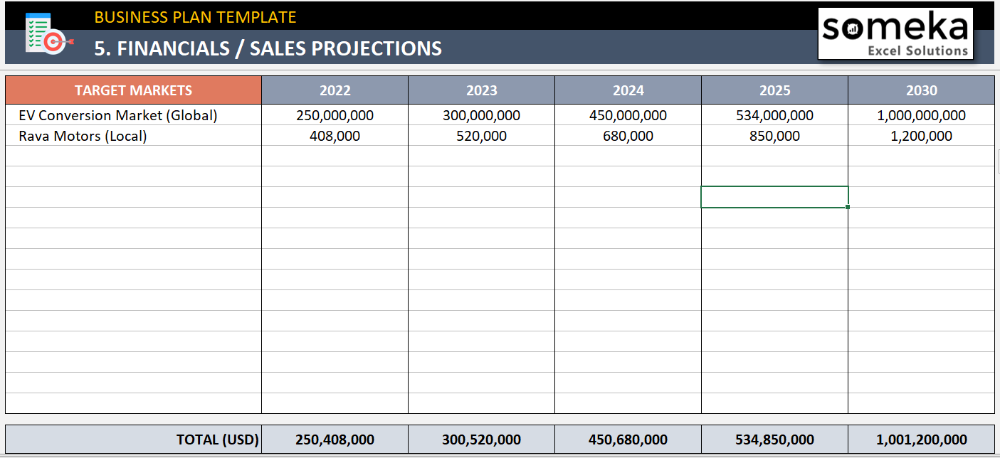 BUSINESS PLAN TEMPLATE
5. FINANCIALS / SALES PROJECTIONS
someka
Excel Solutions
TARGET MARKETS 2022 2023 2024 2025 2030
EV Conversion Market (Global) 250,000,000 300,000,000 450,000,000 534,000,000 1,000,000,000
Rava Motors (Local) 408,000 520,000 680,000 850,000 1,200,000
TOTAL (USD) 250,408,000 300,520,000 450,680,000 534,850,000 1,001,200,000